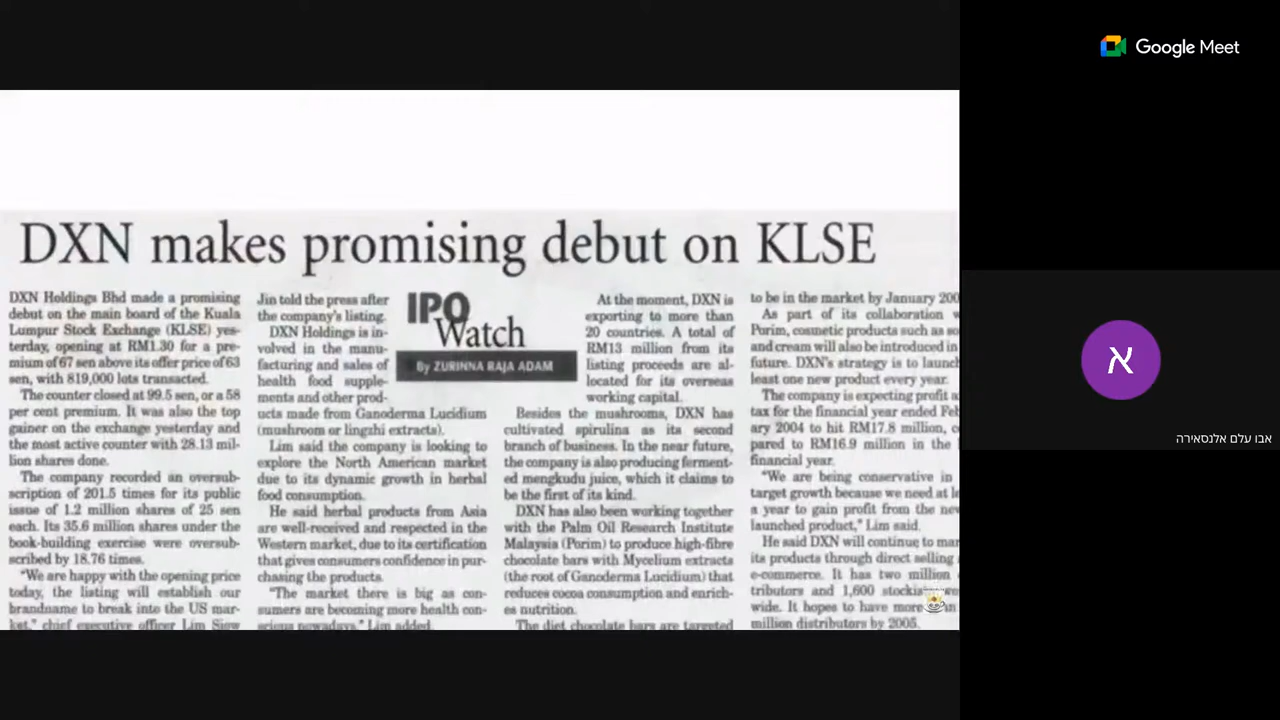 Google Meet
DXN makes promising debut on KLSE
DXN Holdings Bhd made a promising
debut on the main board of the Kuala
Lumpur Stock Exchange (KLSE) yes-
terday, opening at RM1.30 for a pre-
mium of 67 sen above its offer price of 63
sen, with 819,000 lots transacted.
The counter closed at 99.5 sen, or a 58
per cent premium. It was also the top
gainer on the exchange yesterday and
the most active counter with 28.13 mil-
lion shares done.
The company recorded an oversub-
scription of 201.5 times for its public
issue of 1.2 million shares of 25 sen
each. Its 35.6 million shares under the
book-building exercise were oversub-
scribed by 18.76 times.
"We are happy with the opening price
today, the listing will establish our
brandname to break into the US mar-
ket," chief executive officer Lim Siow
Jin told the press after
the company's listing.
DXN Holdings is in-
volved in the manu-
facturing and sales of
health food supple-
ments and other prod-
ucts made from Ganoderma Lucidium
(mushroom or lingzhi extracts).
Lim said the company is looking to
explore the North American market
due to its dynamic growth in herbal
food consumption.
He said herbal products from Asia
are well-received and respected in the
Western market, due to its certification
that gives consumers confidence in pur-
chasing the products.
"The market there is big as con-
sumers are becoming more health con-
scious nowadays," Lim added.
IPO
Watch
By ZURINNA RAJA ADAM
At the moment, DXN is
exporting to more than
20 countries. A total of
RM13 million from its
listing proceeds are al-
located for its overseas
working capital.
Besides the mushrooms, DXN has
cultivated spirulina as its second
branch of business. In the near future,
the company is also producing ferment-
ed mengkudu juice, which it claims to
be the first of its kind.
DXN has also been working together
with the Palm Oil Research Institute
Malaysia (Porim) to produce high-fibre
chocolate bars with Mycelium extracts
(the root of Ganoderma Lucidium) that
reduces cocoa consumption and enrich-
es nutrition.
The diet chocolate bars are targeted
to be in the market by January 200
As part of its collaboration
Porim, cosmetic products such as so
and cream will also be introduced in
future. DXN's strategy is to launch
least one new product every year.
The company is expecting profit
tax for the financial year ended Feb
ary 2004 to hit RM17.8 million, c
pared to RM16.9 million in the
financial year.
"We are being conservative in
target growth because we need at le
a year to gain profit from the new
launched product," Lim said.
He said DXN will continue to mar
its products through direct selling
e-commerce. It has two million
tributors and 1,600 stockis
wide. It hopes to have more
million distributors by 2005.
א
אבו עלם אלנסאירה